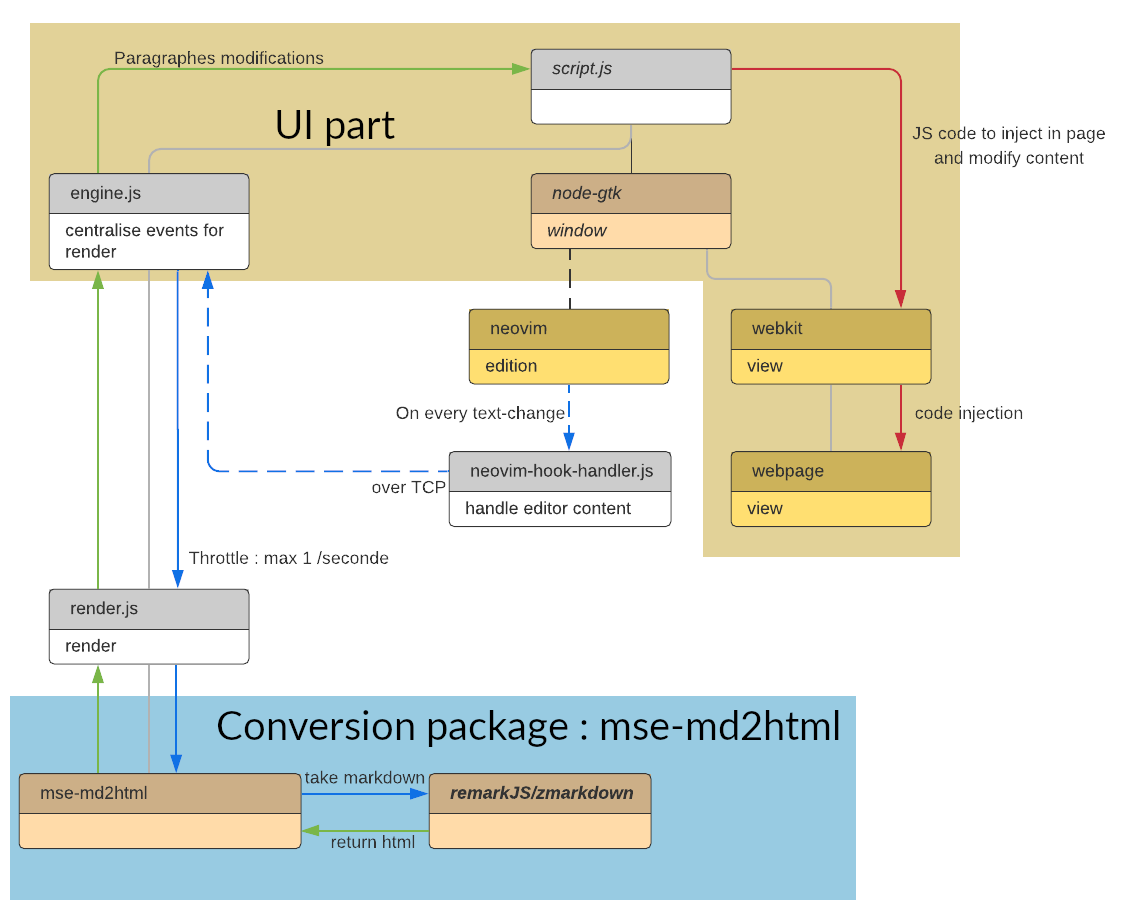 Paragraphes modifications
script.js
UI part
JS code to inject in page
and modify content
engine.js
centralise events for
render
node-gtk
window
neovim
edition
webkit
view
On every text-change
code injection
neovim-hook-handler.js
handle editor content
over TCP
webpage
view
Throttle : max 1 /seconde
render.js
render
Conversion package : mse-md2html
mse-md2html
take markdown
remarkJS/zmarkdown
return html